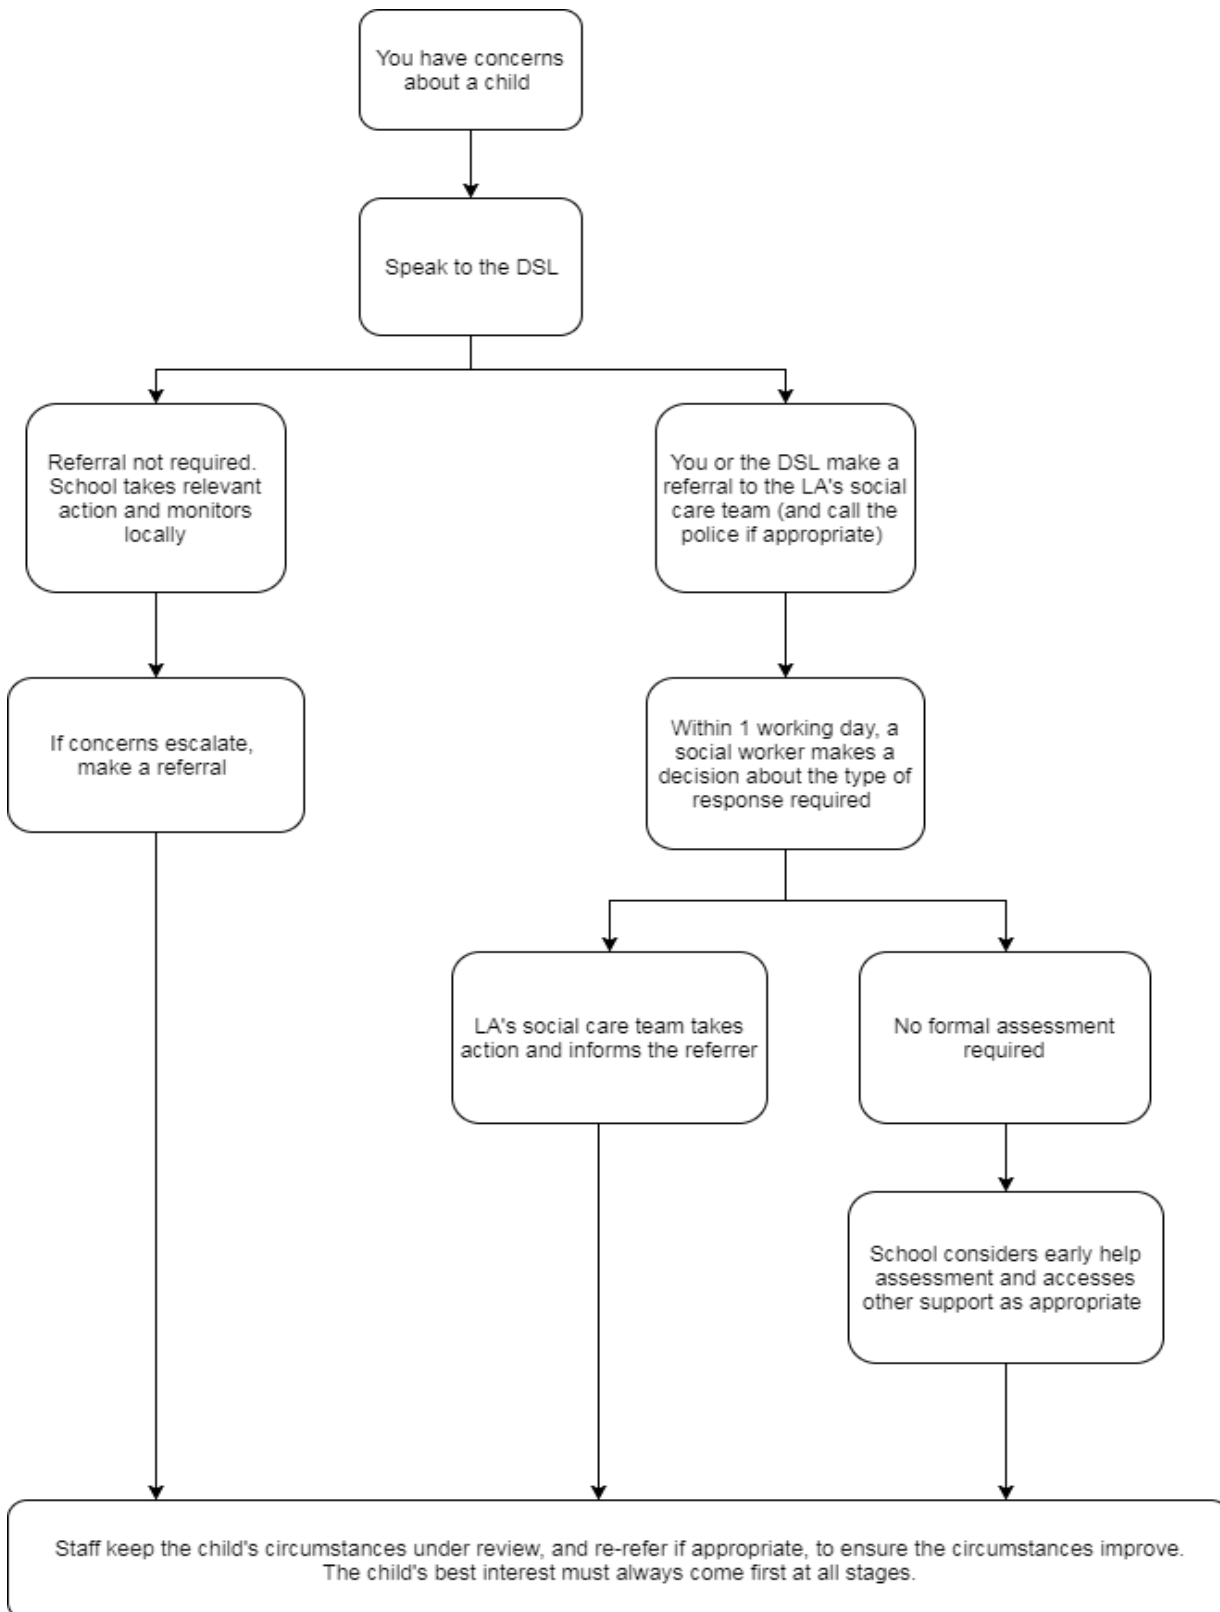 You have concerns
about a child
Speak to the DSL
Referral not required.
School takes relevant
action and monitors
locally
You or the DSL make a
referral to the LA's social
care team (and call the
police if appropriate)
If concerns escalate,
make a referral
Within 1 working day, a
social worker makes a
decision about the type of
response required
LA's social care team takes
action and informs the referrer
No formal assessment
required
School considers early help
assessment and accesses
other support as appropriate
Staff keep the child's circumstances under review, and re-refer if appropriate, to ensure the circumstances improve.
The child's best interest must always come first at all stages.